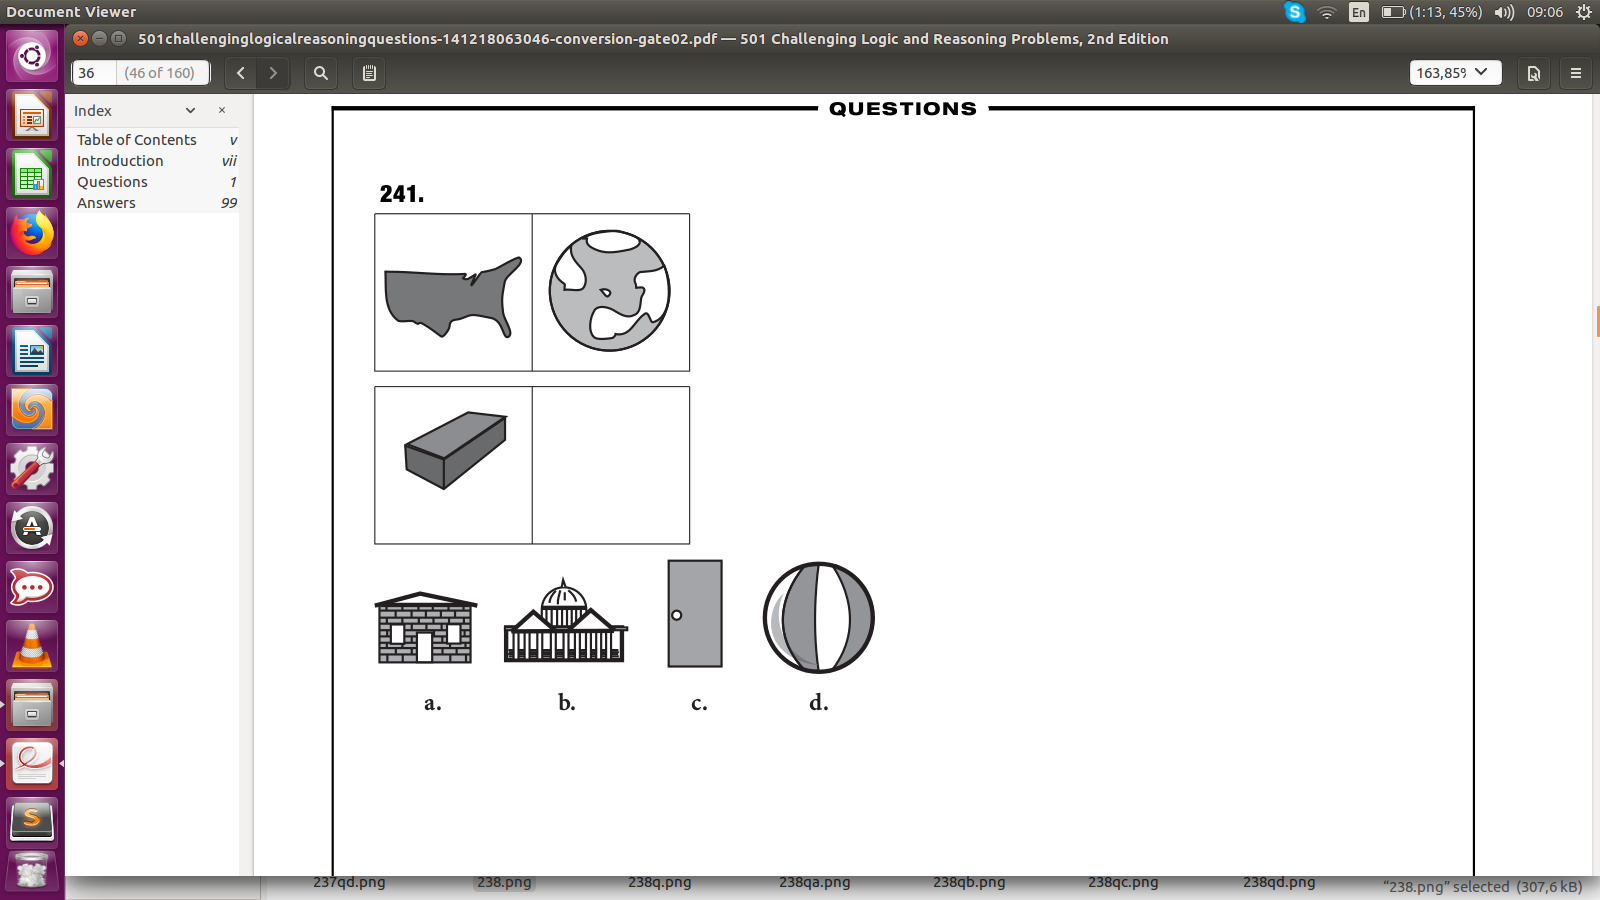 Document Viewer
En
(1:13, 45%)
09:06
501challenginglogicalreasoningquestions-141218063046-conversion-gate02.pdf — 501 Challenging Logic and Reasoning Problems, 2nd Edition
36 (46 of 160)
163,85%
Index
Table of Contents v
Introduction vii
Questions 1
Answers 99
QUESTIONS
241.
a. b. c. d.
237qd.png 238.png 238q.png 238qa.png 238qb.png 238qc.png 238qd.png
“238.png” selected (307,6 kB)